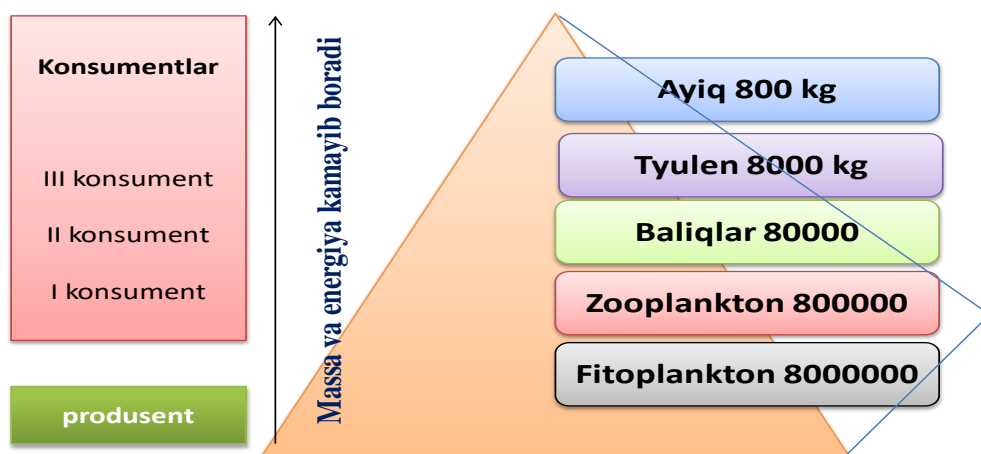 Konsumentlar
III konsument
II konsument
I konsument
produsent
Massa va energiya kamayib boradi
Ayiq 800 kg
Tyulen 8000 kg
Baliqlar 80000
Zooplankton 800000
Fitoplankton 8000000